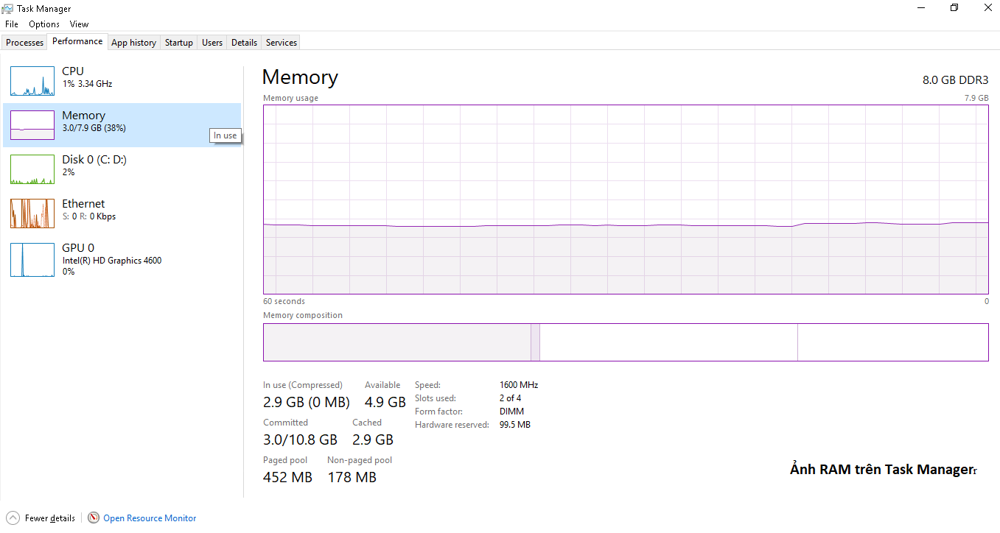 Task Manager
File Options View
Processes Performance App history Startup Users Details Services
CPU
1% 3.34 GHz
Memory
3.0/7.9 GB (38%)
In use
Disk 0 (C: D:)
2%
Ethernet
S: 0 R: 0 Kbps
GPU 0
Intel(R) HD Graphics 4600
0%
Memory
8.0 GB DDR3
Memory usage
7.9 GB
60 seconds
0
Memory composition
In use (Compressed)
2.9 GB (0 MB)
Available
4.9 GB
Committed
3.0/10.8 GB
Cached
2.9 GB
Paged pool
452 MB
Non-paged pool
178 MB
Speed: 1600 MHz
Slots used: 2 of 4
Form factor: DIMM
Hardware reserved: 99.5 MB
Ảnh RAM trên Task Managerr
Fewer details
Open Resource Monitor